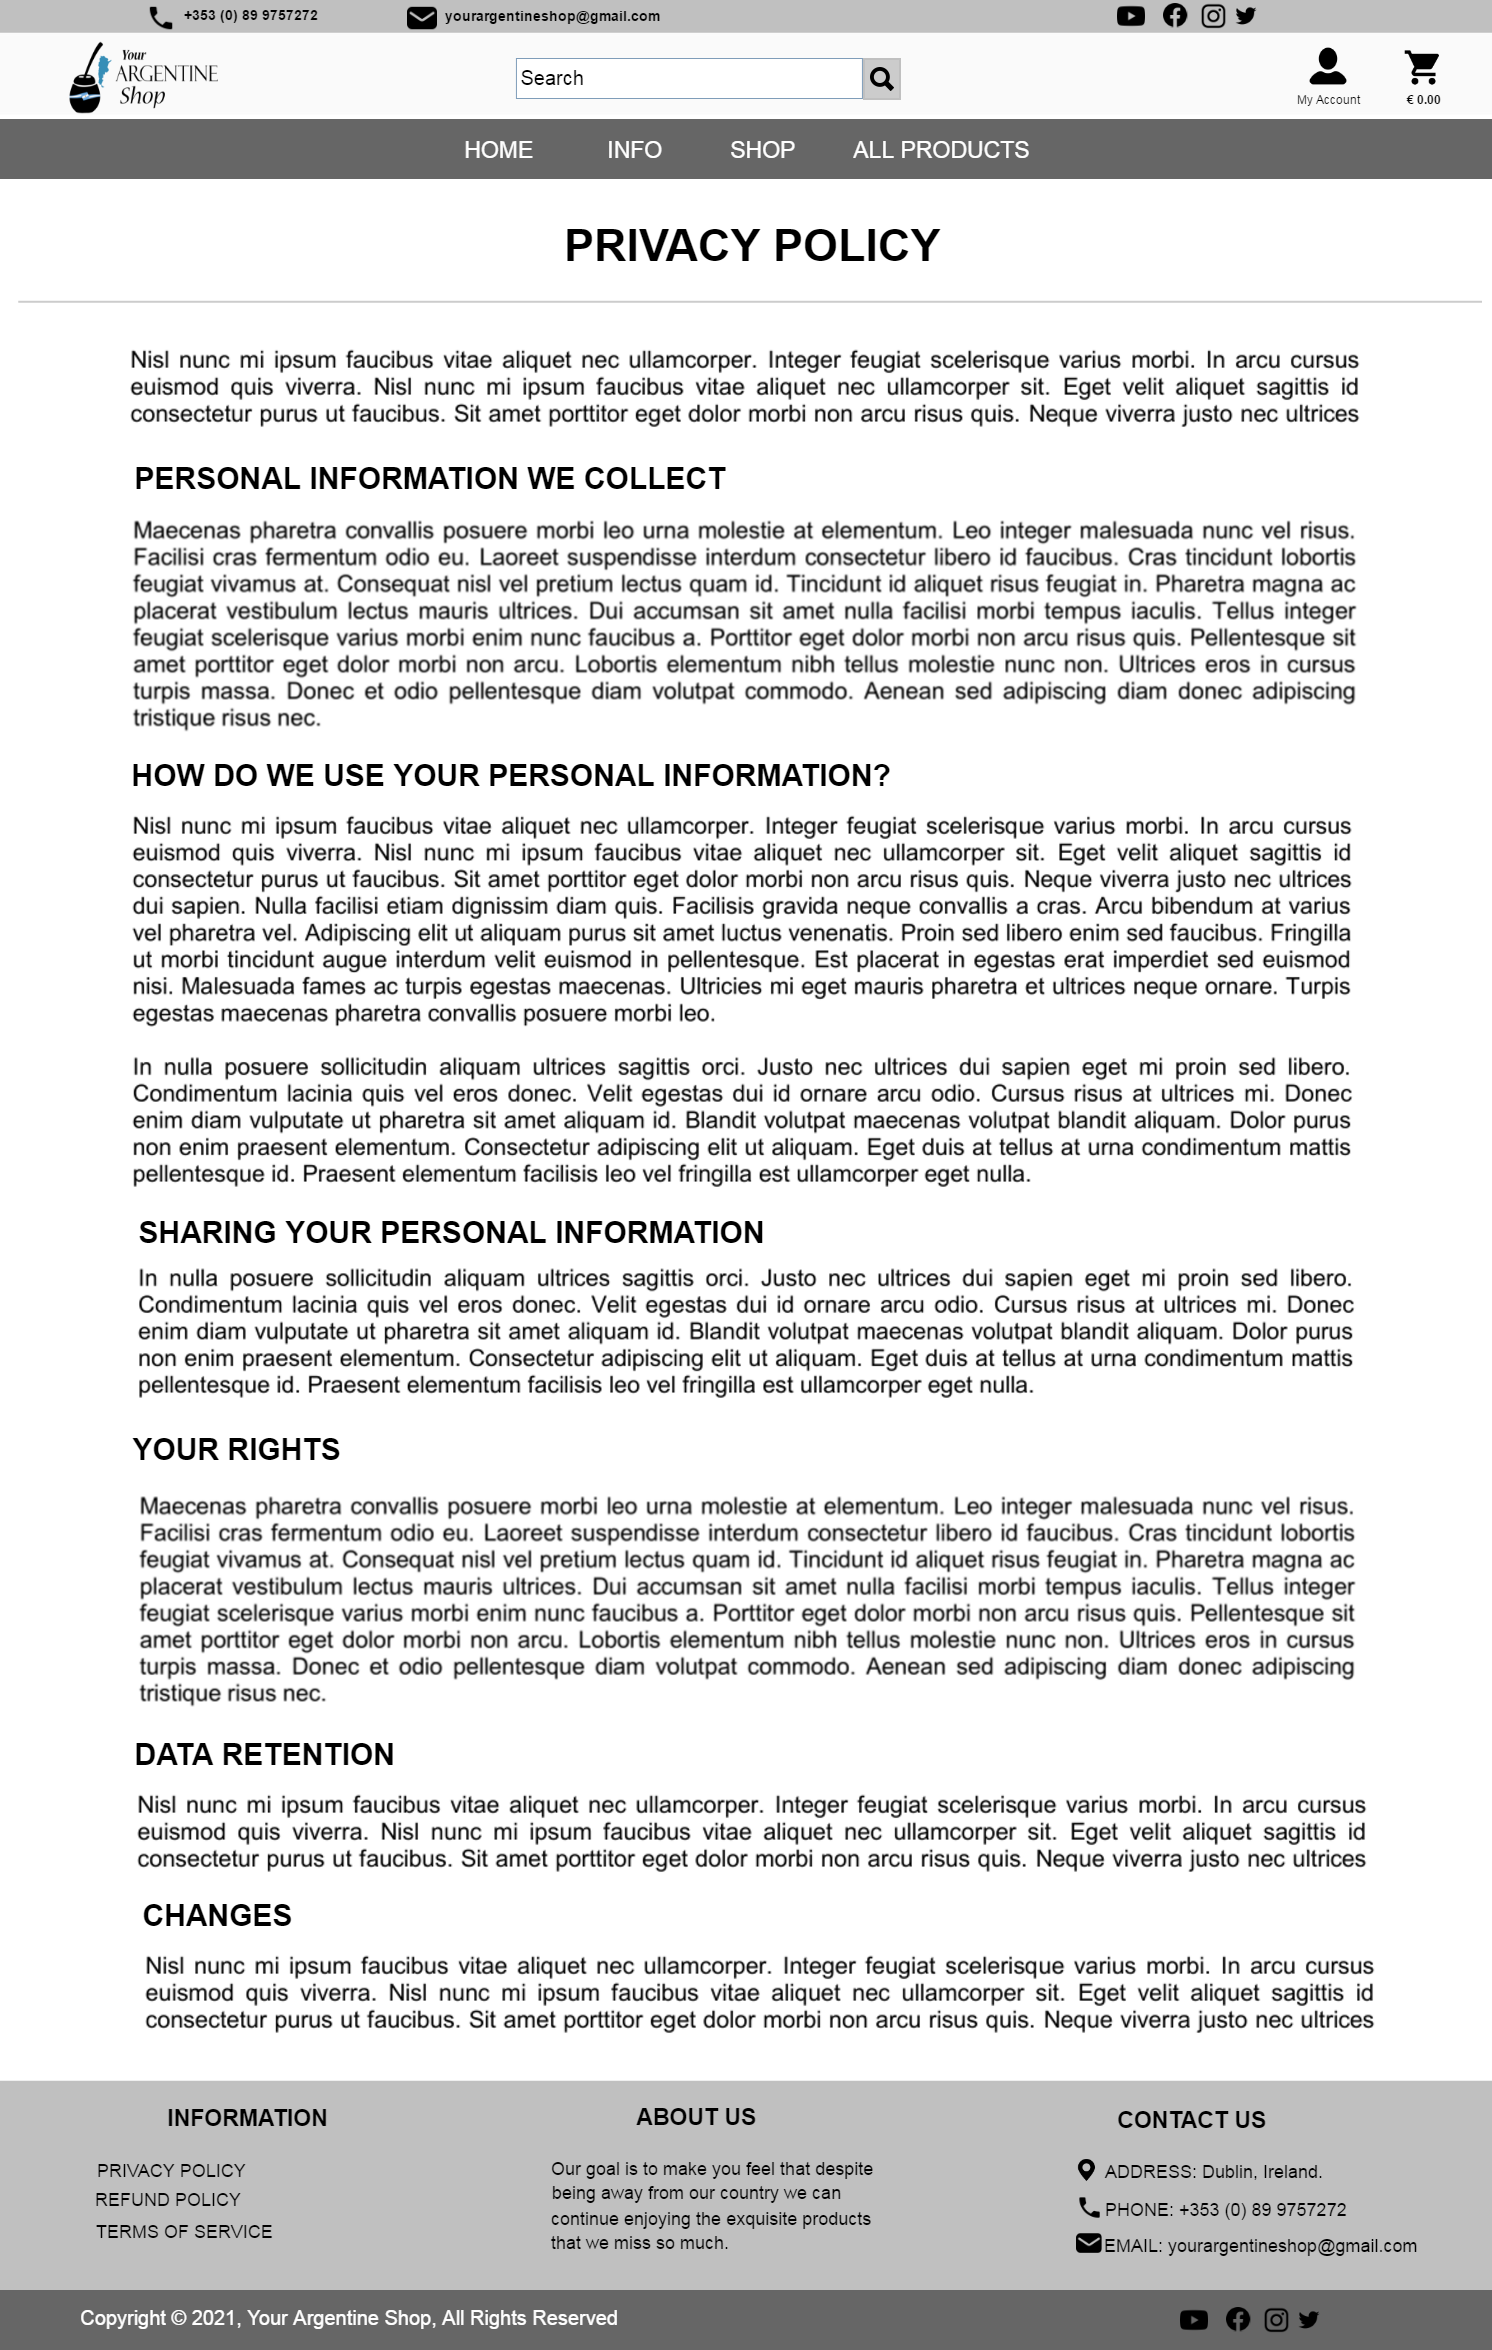 +353 (0) 89 9757272
yourargentineshop@gmail.com
Your
ARGENTINE
Shop
Search
My Account
€ 0.00
HOME INFO SHOP ALL PRODUCTS
PRIVACY POLICY
Nisl nunc mi ipsum faucibus vitae aliquet nec ullamcorper. Integer feugiat scelerisque varius morbi. In arcu cursus
euismod quis viverra. Nisl nunc mi ipsum faucibus vitae aliquet nec ullamcorper sit. Eget velit aliquet sagittis id
consectetur purus ut faucibus. Sit amet porttitor eget dolor morbi non arcu risus quis. Neque viverra justo nec ultrices
PERSONAL INFORMATION WE COLLECT
Maecenas pharetra convallis posuere morbi leo urna molestie at elementum. Leo integer malesuada nunc vel risus.
Facilisi cras fermentum odio eu. Laoreet suspendisse interdum consectetur libero id faucibus. Cras tincidunt lobortis
feugiat vivamus at. Consequat nisl vel pretium lectus quam id. Tincidunt id aliquet risus feugiat in. Pharetra magna ac
placerat vestibulum lectus mauris ultrices. Dui accumsan sit amet nulla facilisi morbi tempus iaculis. Tellus integer
feugiat scelerisque varius morbi enim nunc faucibus a. Porttitor eget dolor morbi non arcu risus quis. Pellentesque sit
amet porttitor eget dolor morbi non arcu. Lobortis elementum nibh tellus molestie nunc non. Ultrices eros in cursus
turpis massa. Donec et odio pellentesque diam volutpat commodo. Aenean sed adipiscing diam donec adipiscing
tristique risus nec.
HOW DO WE USE YOUR PERSONAL INFORMATION?
Nisl nunc mi ipsum faucibus vitae aliquet nec ullamcorper. Integer feugiat scelerisque varius morbi. In arcu cursus
euismod quis viverra. Nisl nunc mi ipsum faucibus vitae aliquet nec ullamcorper sit. Eget velit aliquet sagittis id
consectetur purus ut faucibus. Sit amet porttitor eget dolor morbi non arcu risus quis. Neque viverra justo nec ultrices
dui sapien. Nulla facilisi etiam dignissim diam quis. Facilisis gravida neque convallis a cras. Arcu bibendum at varius
vel pharetra vel. Adipiscing elit ut aliquam purus sit amet luctus venenatis. Proin sed libero enim sed faucibus. Fringilla
ut morbi tincidunt augue interdum velit euismod in pellentesque. Est placerat in egestas erat imperdiet sed euismod
nisi. Malesuada fames ac turpis egestas maecenas. Ultricies mi eget mauris pharetra et ultrices neque ornare. Turpis
egestas maecenas pharetra convallis posuere morbi leo.
In nulla posuere sollicitudin aliquam ultrices sagittis orci. Justo nec ultrices dui sapien eget mi proin sed libero.
Condimentum lacinia quis vel eros donec. Velit egestas dui id ornare arcu odio. Cursus risus at ultrices mi. Donec
enim diam vulputate ut pharetra sit amet aliquam id. Blandit volutpat maecenas volutpat blandit aliquam. Dolor purus
non enim praesent elementum. Consectetur adipiscing elit ut aliquam. Eget duis at tellus at urna condimentum mattis
pellentesque id. Praesent elementum facilisis leo vel fringilla est ullamcorper eget nulla.
SHARING YOUR PERSONAL INFORMATION
In nulla posuere sollicitudin aliquam ultrices sagittis orci. Justo nec ultrices dui sapien eget mi proin sed libero.
Condimentum lacinia quis vel eros donec. Velit egestas dui id ornare arcu odio. Cursus risus at ultrices mi. Donec
enim diam vulputate ut pharetra sit amet aliquam id. Blandit volutpat maecenas volutpat blandit aliquam. Dolor purus
non enim praesent elementum. Consectetur adipiscing elit ut aliquam. Eget duis at tellus at urna condimentum mattis
pellentesque id. Praesent elementum facilisis leo vel fringilla est ullamcorper eget nulla.
YOUR RIGHTS
Maecenas pharetra convallis posuere morbi leo urna molestie at elementum. Leo integer malesuada nunc vel risus.
Facilisi cras fermentum odio eu. Laoreet suspendisse interdum consectetur libero id faucibus. Cras tincidunt lobortis
feugiat vivamus at. Consequat nisl vel pretium lectus quam id. Tincidunt id aliquet risus feugiat in. Pharetra magna ac
placerat vestibulum lectus mauris ultrices. Dui accumsan sit amet nulla facilisi morbi tempus iaculis. Tellus integer
feugiat scelerisque varius morbi enim nunc faucibus a. Porttitor eget dolor morbi non arcu risus quis. Pellentesque sit
amet porttitor eget dolor morbi non arcu. Lobortis elementum nibh tellus molestie nunc non. Ultrices eros in cursus
turpis massa. Donec et odio pellentesque diam volutpat commodo. Aenean sed adipiscing diam donec adipiscing
tristique risus nec.
DATA RETENTION
Nisl nunc mi ipsum faucibus vitae aliquet nec ullamcorper. Integer feugiat scelerisque varius morbi. In arcu cursus
euismod quis viverra. Nisl nunc mi ipsum faucibus vitae aliquet nec ullamcorper sit. Eget velit aliquet sagittis id
consectetur purus ut faucibus. Sit amet porttitor eget dolor morbi non arcu risus quis. Neque viverra justo nec ultrices
CHANGES
Nisl nunc mi ipsum faucibus vitae aliquet nec ullamcorper. Integer feugiat scelerisque varius morbi. In arcu cursus
euismod quis viverra. Nisl nunc mi ipsum faucibus vitae aliquet nec ullamcorper sit. Eget velit aliquet sagittis id
consectetur purus ut faucibus. Sit amet porttitor eget dolor morbi non arcu risus quis. Neque viverra justo nec ultrices
INFORMATION
PRIVACY POLICY
REFUND POLICY
TERMS OF SERVICE
ABOUT US
Our goal is to make you feel that despite
being away from our country we can
continue enjoying the exquisite products
that we miss so much.
CONTACT US
ADDRESS: Dublin, Ireland.
PHONE: +353 (0) 89 9757272
EMAIL: yourargentineshop@gmail.com
Copyright © 2021, Your Argentine Shop, All Rights Reserved